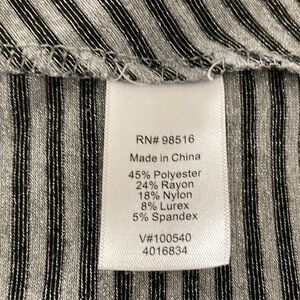 RN# 98516
Made in China
45% Polyester
24% Rayon
18% Nylon
8% Lurex
5% Spandex
V#100540
4016834